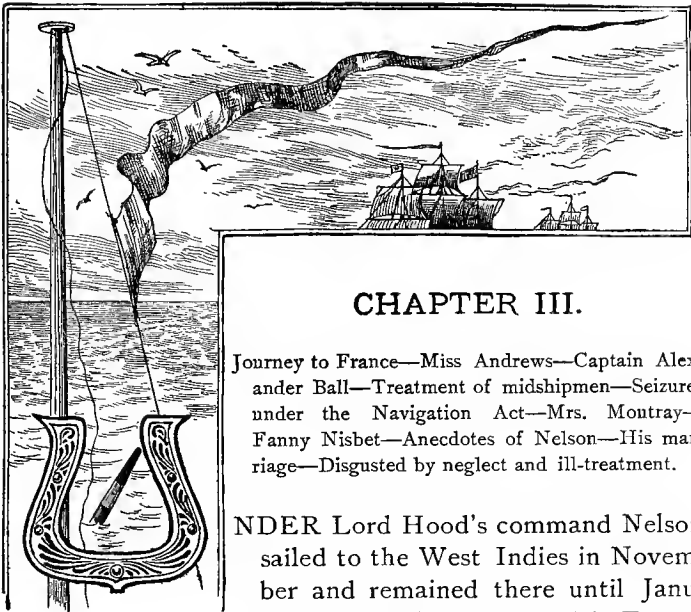 CHAPTER III.
Journey to France—Miss Andrews—Captain Alex
ander Ball—Treatment of midshipmen—Seizure
under the Navigation Act—Mrs. Moutray—
Fanny Nisbet—Anecdotes of Nelson—His mar
riage—Disgusted by neglect and ill-treatment.
UNDER Lord Hood's command Nelso
sailed to the West Indies in Novem
ber and remained there until Janu